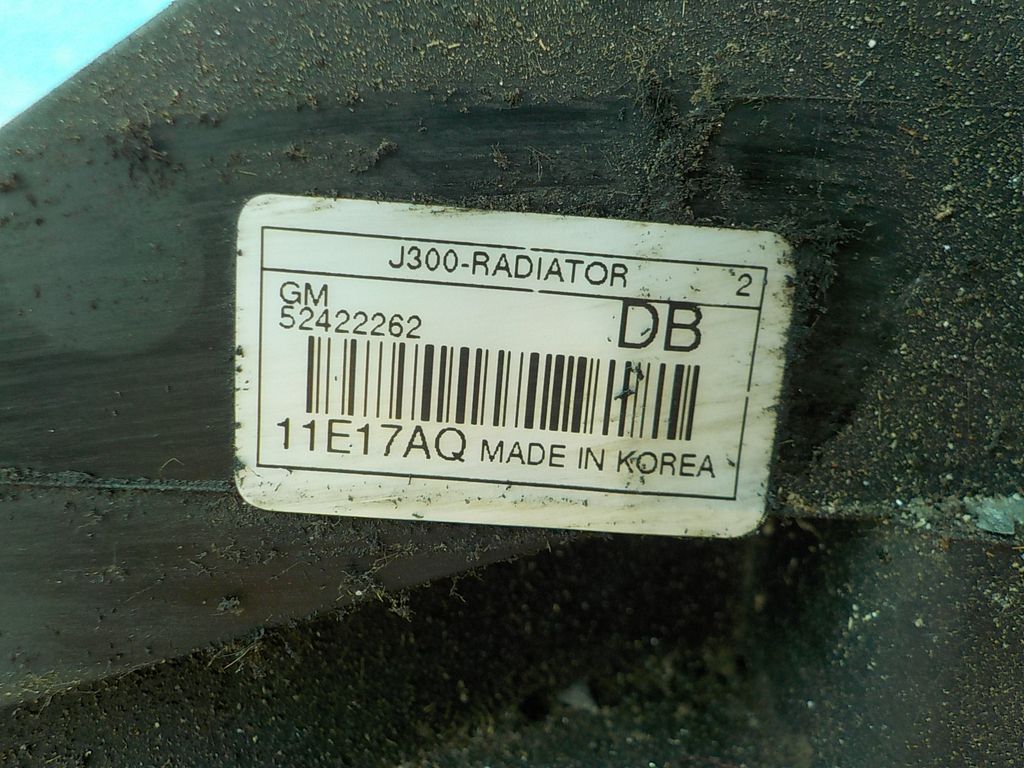 J300-RADIATOR 2
GM
52422262 DB
11E17AQ MADE IN KOREA